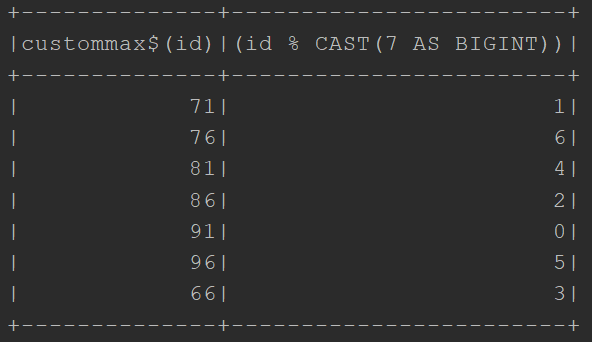 +--------------+------------------------+
|custommax$(id)|(id % CAST(7 AS BIGINT))|
+--------------+------------------------+
|            71|                       1|
|            76|                       6|
|            81|                       4|
|            86|                       2|
|            91|                       0|
|            96|                       5|
|            66|                       3|
+--------------+------------------------+